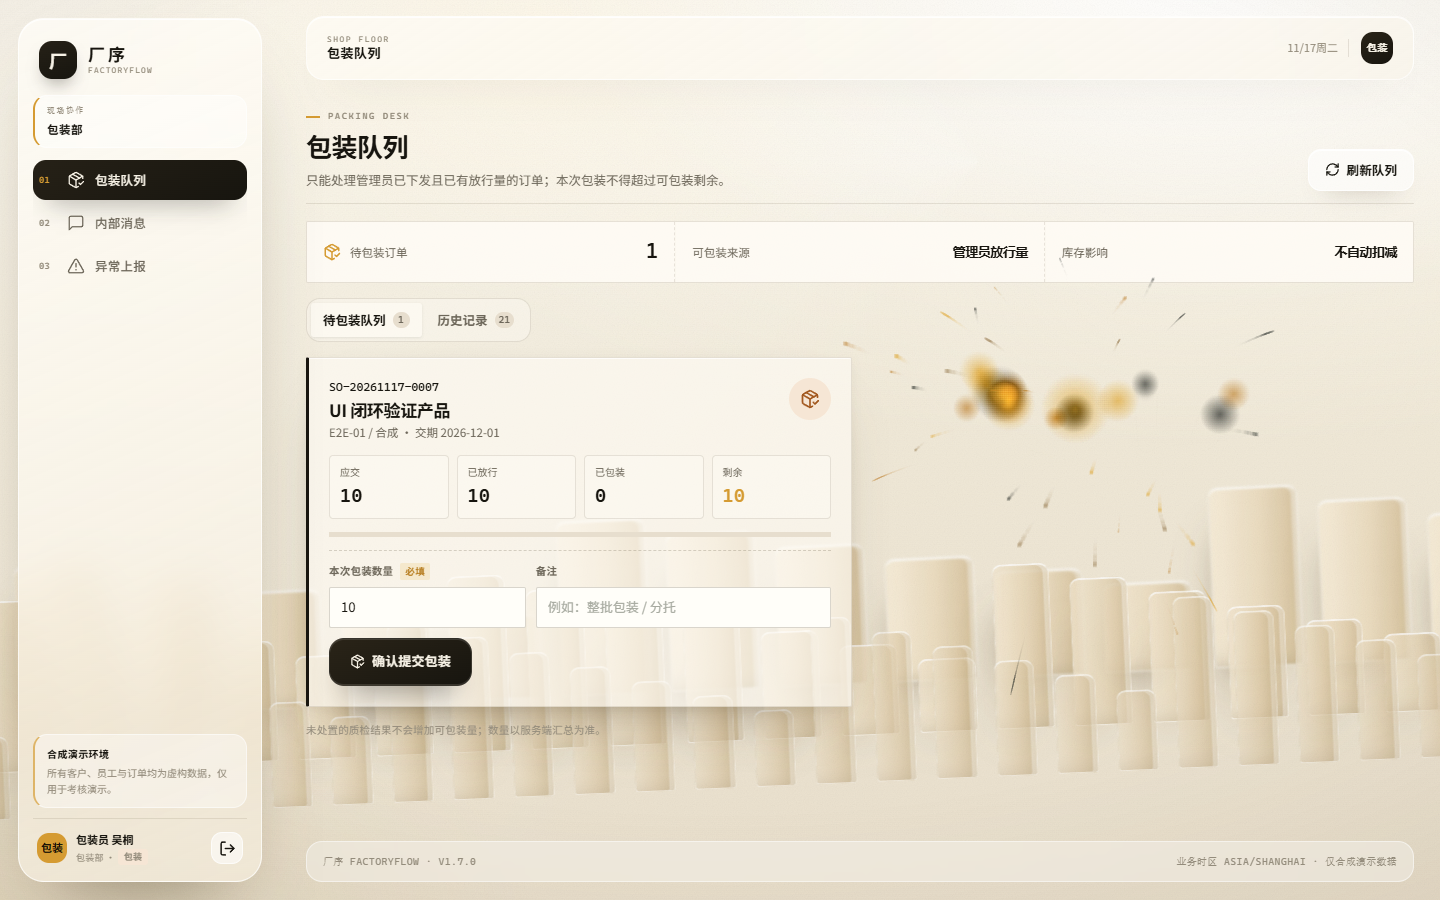 厂序
FACTORYFLOW
现场协作
包装部
01 包装队列
02 内部消息
03 异常上报
合成演示环境
所有客户、员工与订单均为虚构数据，仅
用于考核演示。
包装
包装员 吴桐
包装部 · 包装
SHOP FLOOR
包装队列
11/17周二
包装
PACKING DESK
包装队列
只能处理管理员已下发且已有放行量的订单；本次包装不得超过可包装剩余。
刷新队列
待包装订单 1
可包装来源 管理员放行量
库存影响 不自动扣减
待包装队列 1
历史记录 21
SO-20261117-0007
UI 闭环验证产品
E2E-01 / 合成 · 交期 2026-12-01
应交
10
已放行
10
已包装
0
剩余
10
本次包装数量 必填
10
备注
例如：整批包装 / 分托
确认提交包装
未处置的质检结果不会增加可包装量；数量以服务端汇总为准。
厂序 FACTORYFLOW · V1.7.0
业务时区 ASIA/SHANGHAI · 仅合成演示数据